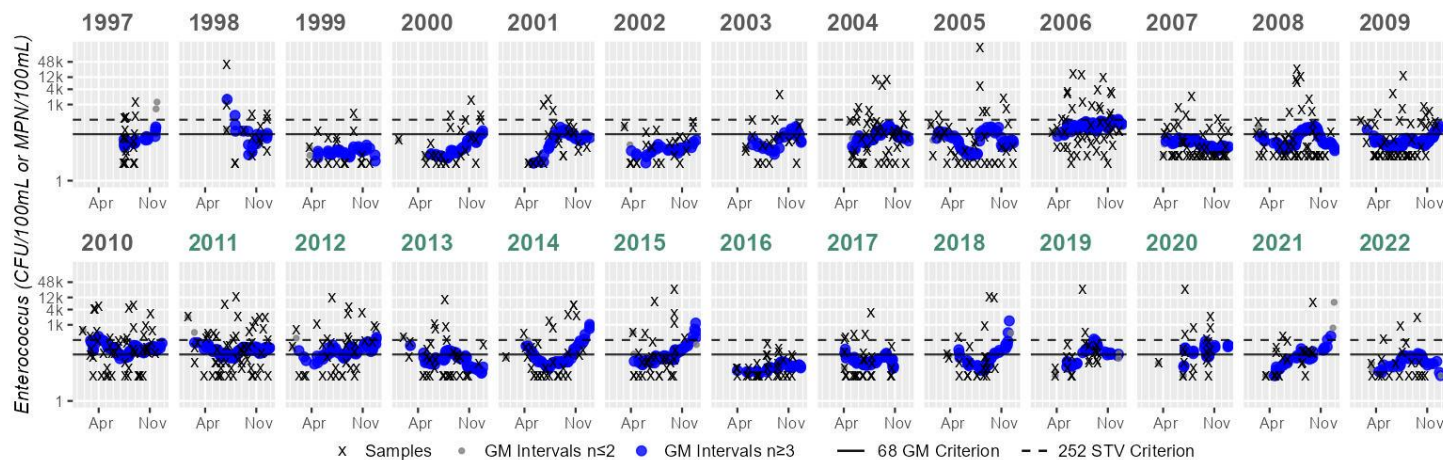 1997 1998 1999 2000 2001 2002 2003 2004 2005 2006 2007 2008 2009
48k
12k
4k
1k
1
Apr Nov Apr Nov Apr Nov Apr Nov Apr Nov Apr Nov Apr Nov Apr Nov Apr Nov Apr Nov Apr Nov Apr Nov Apr Nov
Enterococcus (CFU/100mL or MPN/100mL)
2010 2011 2012 2013 2014 2015 2016 2017 2018 2019 2020 2021 2022
48k
12k
4k
1k
1
Apr Nov Apr Nov Apr Nov Apr Nov Apr Nov Apr Nov Apr Nov Apr Nov Apr Nov Apr Nov Apr Nov Apr Nov Apr Nov
x Samples GM Intervals n≤2 GM Intervals n≥3 68 GM Criterion 252 STV Criterion